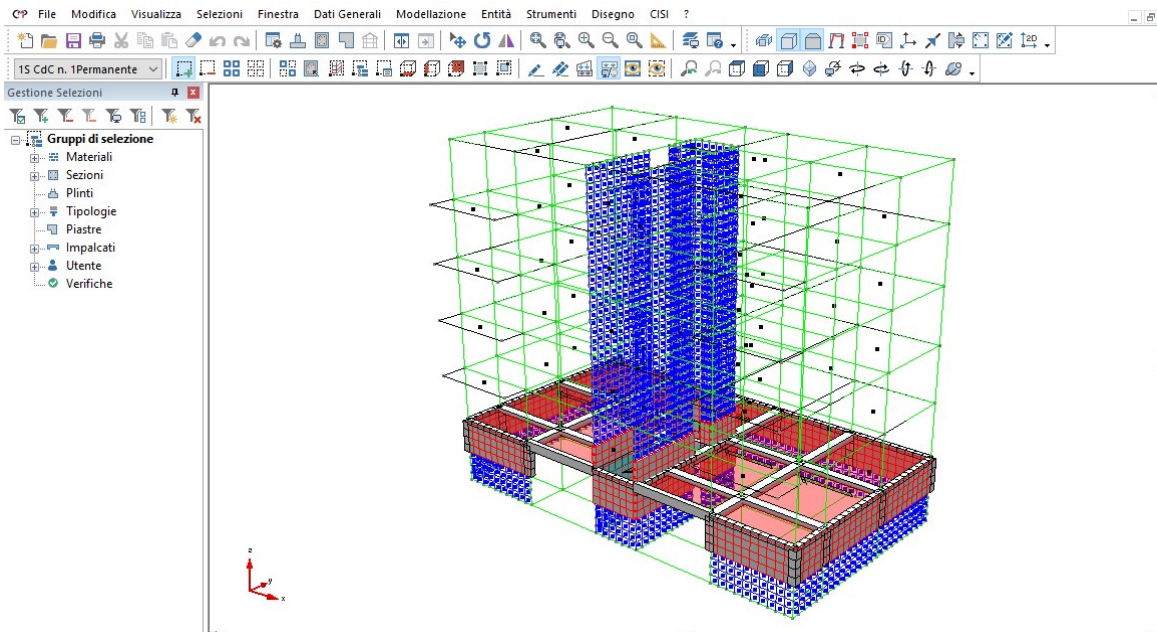 File Modifica Visualizza Selezioni Finestra Dati Generali Modellazione Entità Strumenti Disegno CISI ?
1S CdC n. 1Permanente
Gestione Selezioni
Gruppi di selezione
Materiali
Sezioni
Plinti
Tipologie
Piastre
Impalcati
Utente
Verifiche
z
y
x